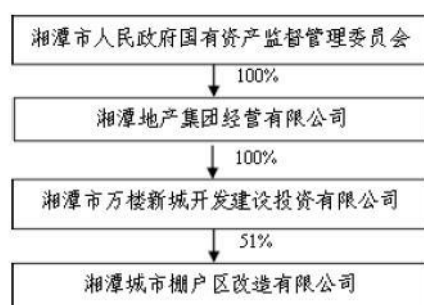 湘潭市人民政府国有资产监督管理委员会
100%
湘潭地产集团经营有限公司
100%
湘潭市万楼新城开发建设投资有限公司
51%
湘潭城市棚户区改造有限公司